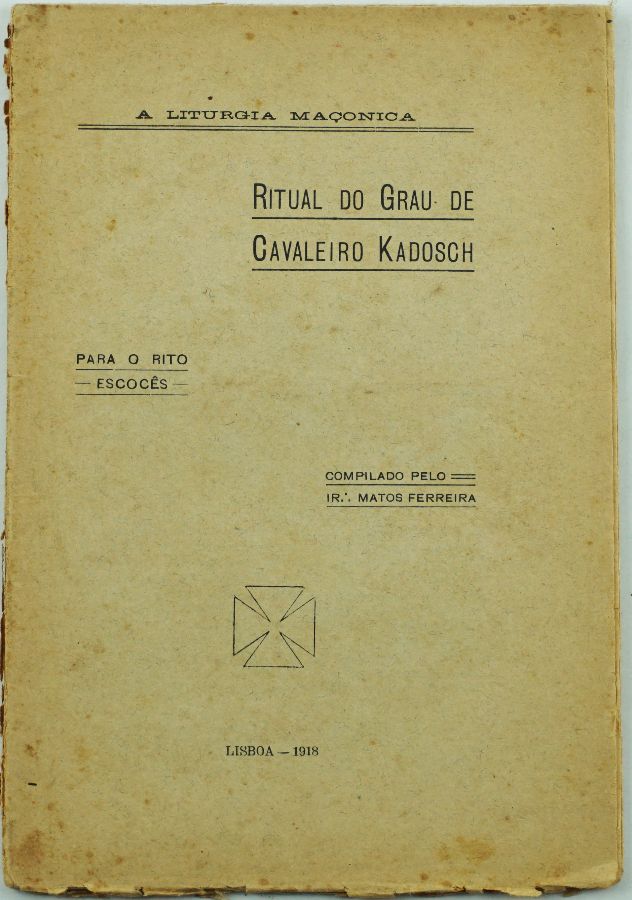 A LITURGIA MAÇONICA
RITUAL DO GRAU DE
CAVALEIRO KADOSCH
PARA O RITO
— ESCOCÊS —
COMPILADO PELO
IR.˙. MATOS FERREIRA
LISBOA — 1918